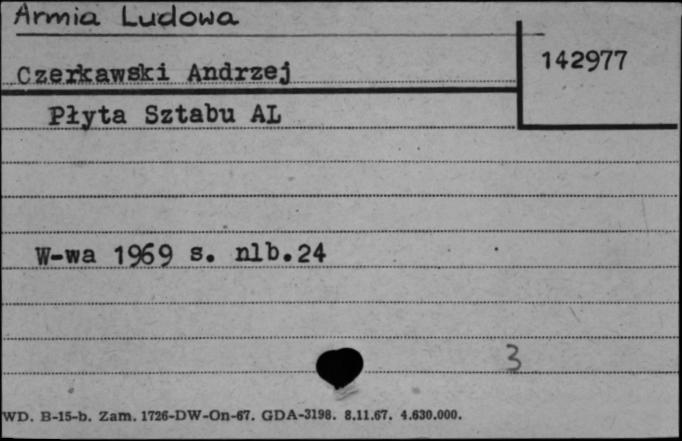 Armia Ludowa
142977
Czerkawski Andrzej
Płyta Sztabu AL
W-wa 1969 s. nlb.24
3
WD. B-15-b. Zam. 1726-DW-On-67. GDA-3198. 8.11.67. 4.630.000.